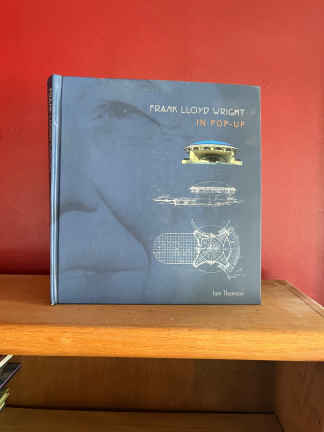 FRANK LLOYD WRIGHT
IN POP-UP
Iain Thomson